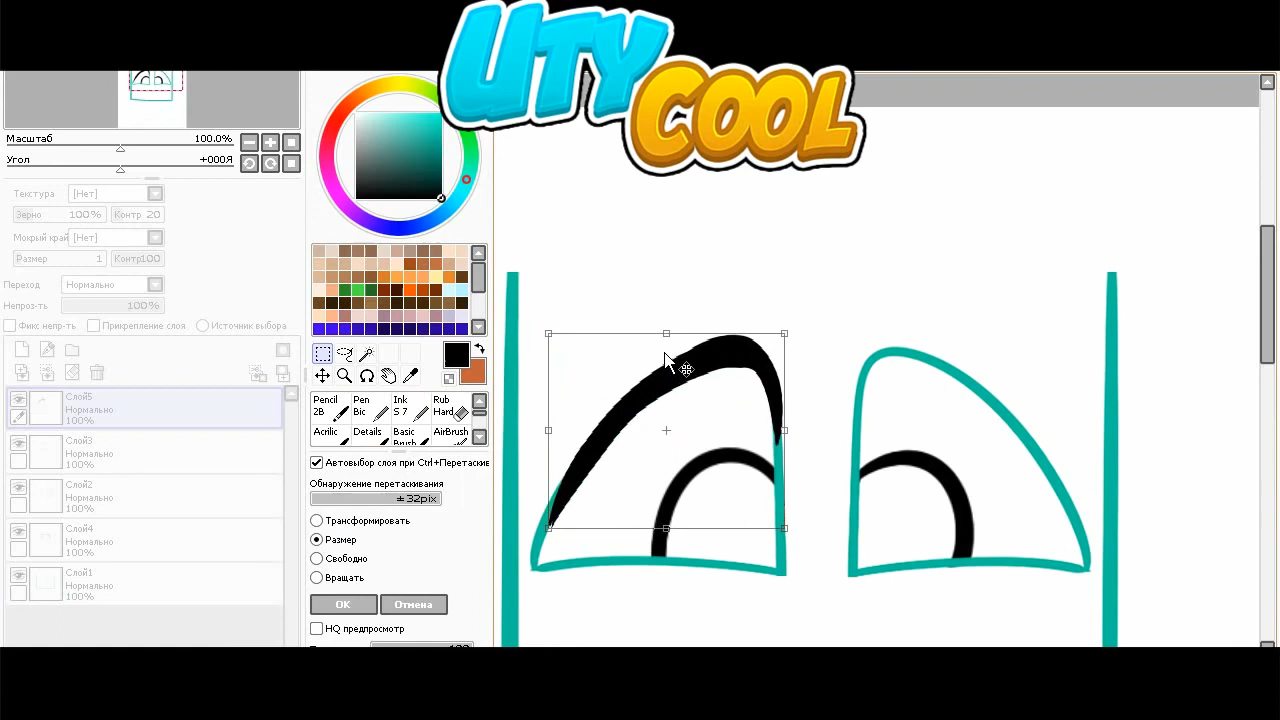 UTY
COOL
Масштаб 100.0%
Угол +000Я
Текстура [Нет]
Зерно 100% Контр 20
Мокрый край [Нет]
Размер 1 Контр100
Переход Нормально
Непроз-ть 100%
Фикс непр-ть Прикрепление слоя Источник выбора
Слой5
Нормально
100%
Слой3
Нормально
100%
Слой2
Нормально
100%
Слой4
Нормально
100%
Слой1
Нормально
100%
Pencil 2B
Pen Bic
Ink S 7
Rub Hard
Acrylic
Details
Basic Brush
AirBrush
Автовыбор слоя при Ctrl+Перетаскив
Обнаружение перетаскивания
± 32pix
Трансформировать
Размер
Свободно
Вращать
OK Отмена
HQ предпросмотр